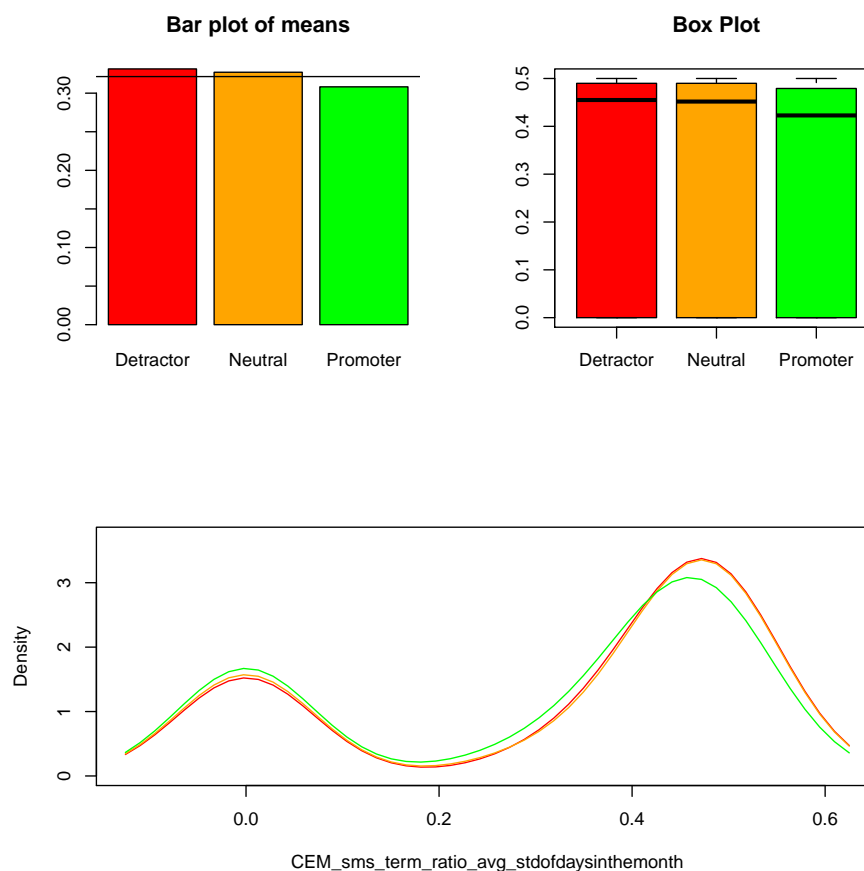 Bar plot of means
0.30
0.20
0.10
0.00
Detractor Neutral Promoter
Box Plot
0.5
0.4
0.3
0.2
0.1
0.0
Detractor Neutral Promoter
Density
3
2
1
0
0.0 0.2 0.4 0.6
CEM_sms_term_ratio_avg_stdofdaysinthemonth